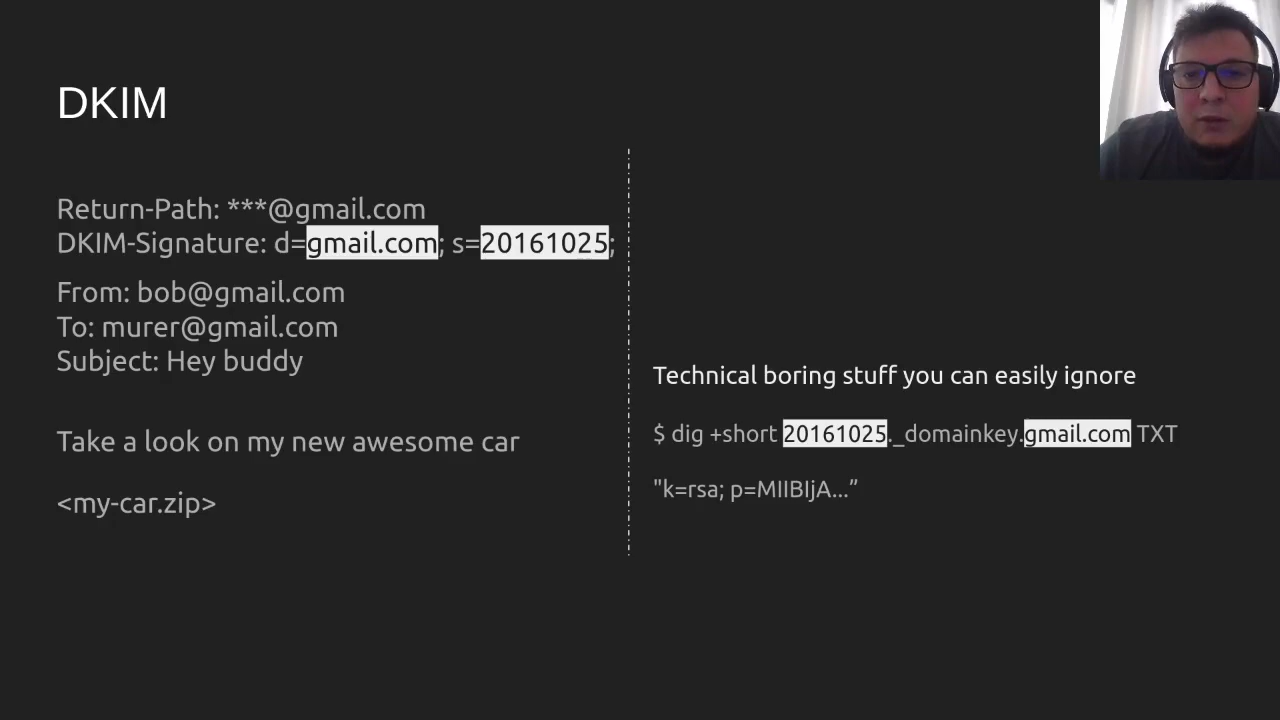 DKIM
Return-Path: ***@gmail.com
DKIM-Signature: d=gmail.com; s=20161025;
From: bob@gmail.com
To: murer@gmail.com
Subject: Hey buddy
Take a look on my new awesome car
<my-car.zip>
Technical boring stuff you can easily ignore
$ dig +short 20161025._domainkey.gmail.com TXT
"k=rsa; p=MIIBIjA...”